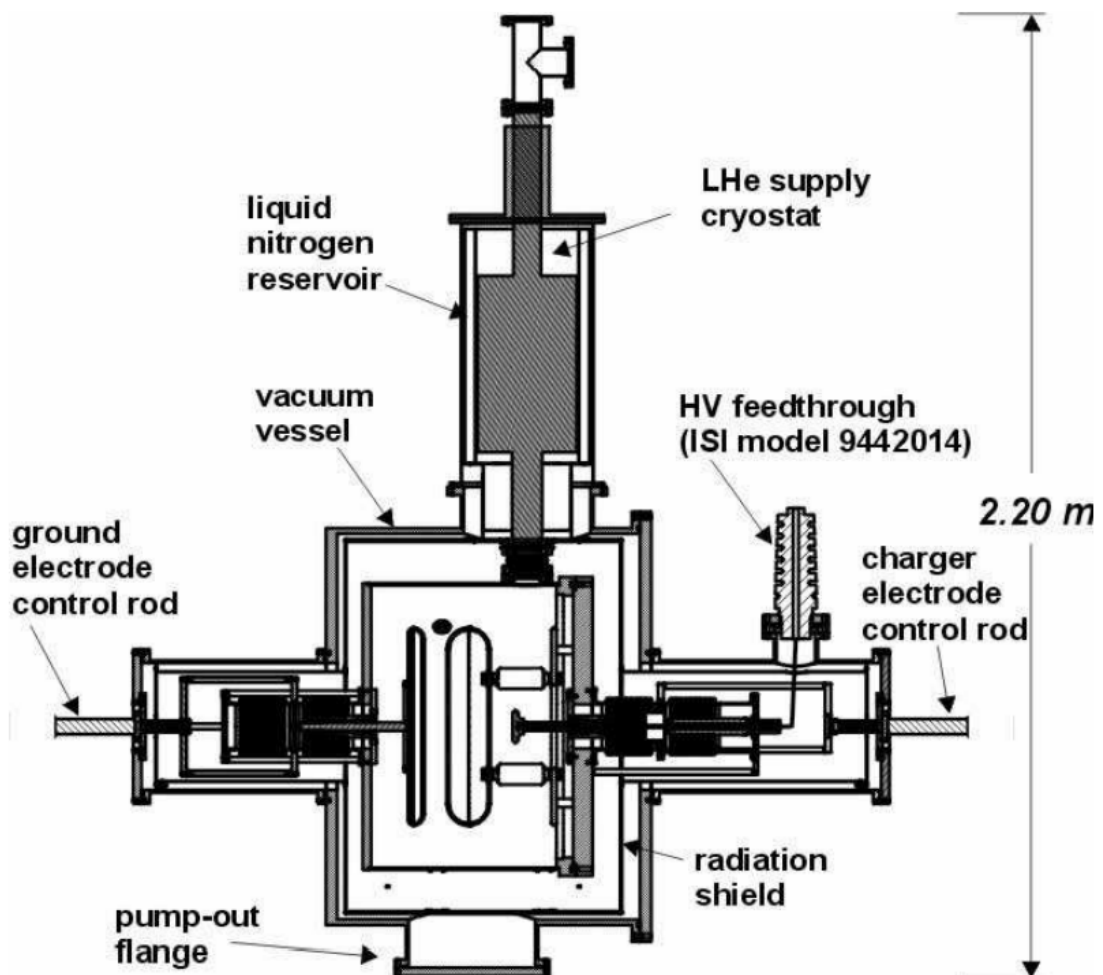 LHe supply
cryostat
liquid
nitrogen
reservoir
HV feedthrough
(ISI model 9442014)
vacuum
vessel
2.20 m
ground
electrode
control rod
charger
electrode
control rod
radiation
shield
pump-out
flange